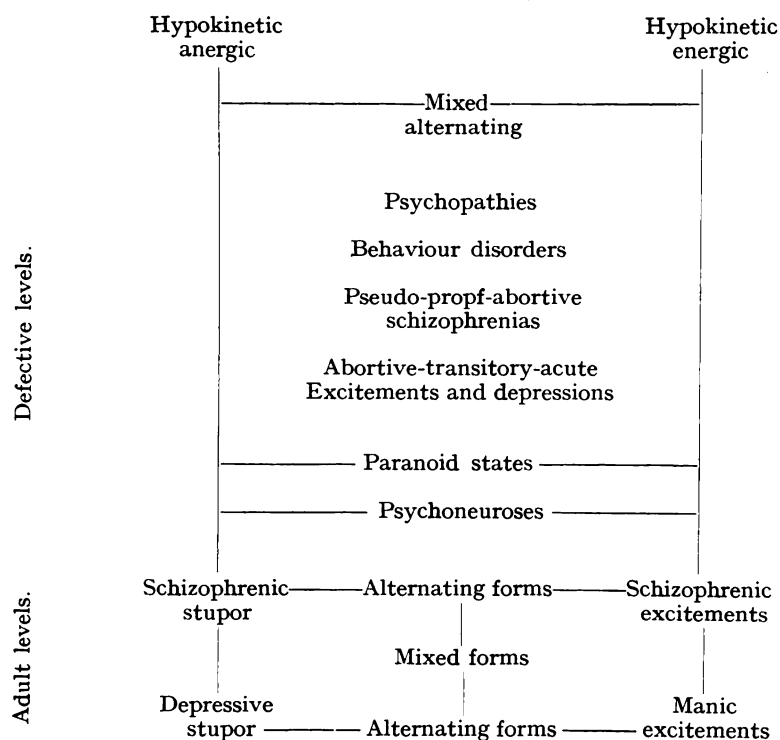 Hypokinetic Hypokinetic
anergic energic
Mixed
alternating
Psychopathies
Behaviour disorders
Pseudo-propf-abortive
schizophrenias
Abortive-transitory-acute
Excitements and depressions
Defective levels.
Paranoid states
Psychoneuroses
Schizophrenic Alternating forms Schizophrenic
stupor excitements
Mixed forms
Adult levels.
Depressive Manic
stupor Alternating forms excitements